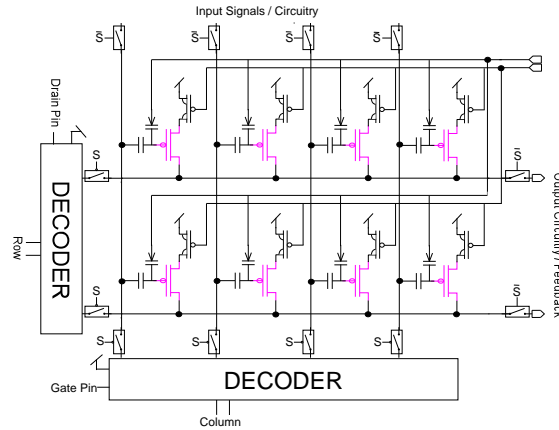 Input Signals / Circuitry
S̅ S̅ S̅ S̅
Drain Pin
S
S̅
DECODER
Row
Output Circuitry / Feedback
S
S̅
S S S S
Gate Pin
DECODER
Column